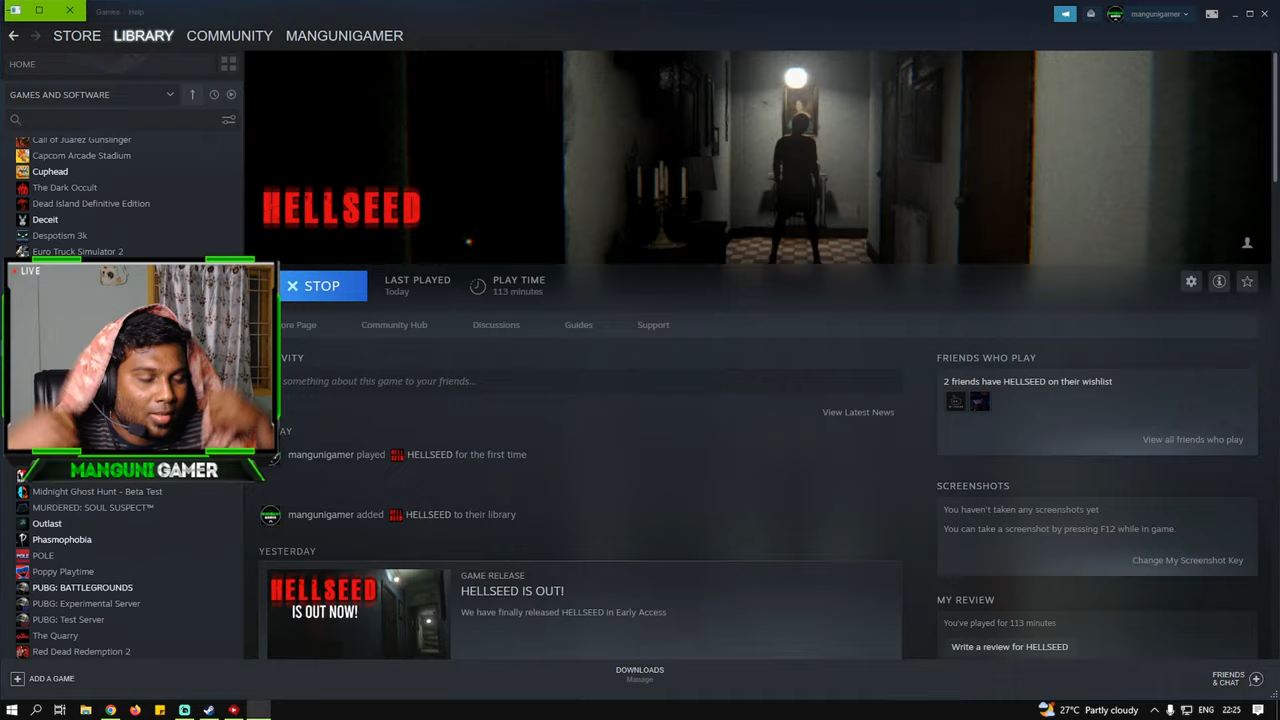 Games Help
mangunigamer
STORE LIBRARY COMMUNITY MANGUNIGAMER
HOME
GAMES AND SOFTWARE
Call of Juarez Gunslinger
Capcom Arcade Stadium
Cuphead
The Dark Occult
Dead Island Definitive Edition
Deceit
Despotism 3k
Euro Truck Simulator 2
HELLSEED
LIVE
MANGUNI GAMER
STOP
LAST PLAYED
Today
PLAY TIME
113 minutes
ore Page
Community Hub
Discussions
Guides
Support
VITY
something about this game to your friends...
View Latest News
AY
mangunigamer played HELLSEED for the first time
mangunigamer added HELLSEED to their library
YESTERDAY
HELLSEED
IS OUT NOW!
GAME RELEASE
HELLSEED IS OUT!
We have finally released HELLSEED in Early Access
FRIENDS WHO PLAY
2 friends have HELLSEED on their wishlist
View all friends who play
SCREENSHOTS
You haven't taken any screenshots yet
You can take a screenshot by pressing F12 while in game.
Change My Screenshot Key
MY REVIEW
You've played for 113 minutes
Write a review for HELLSEED
Midnight Ghost Hunt - Beta Test
MURDERED: SOUL SUSPECT™
Outlast
Phasmophobia
POLE
Poppy Playtime
PUBG: BATTLEGROUNDS
PUBG: Experimental Server
PUBG: Test Server
The Quarry
Red Dead Redemption 2
ADD A GAME
DOWNLOADS
Manage
FRIENDS
& CHAT
27°C Partly cloudy
ENG
22:25